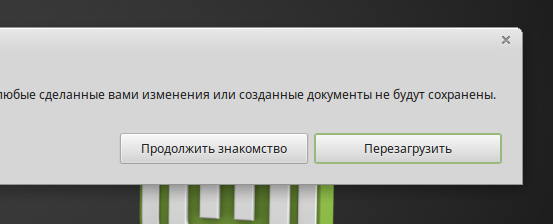 любые сделанные вами изменения или созданные документы не будут сохранены.
Продолжить знакомство
Перезагрузить